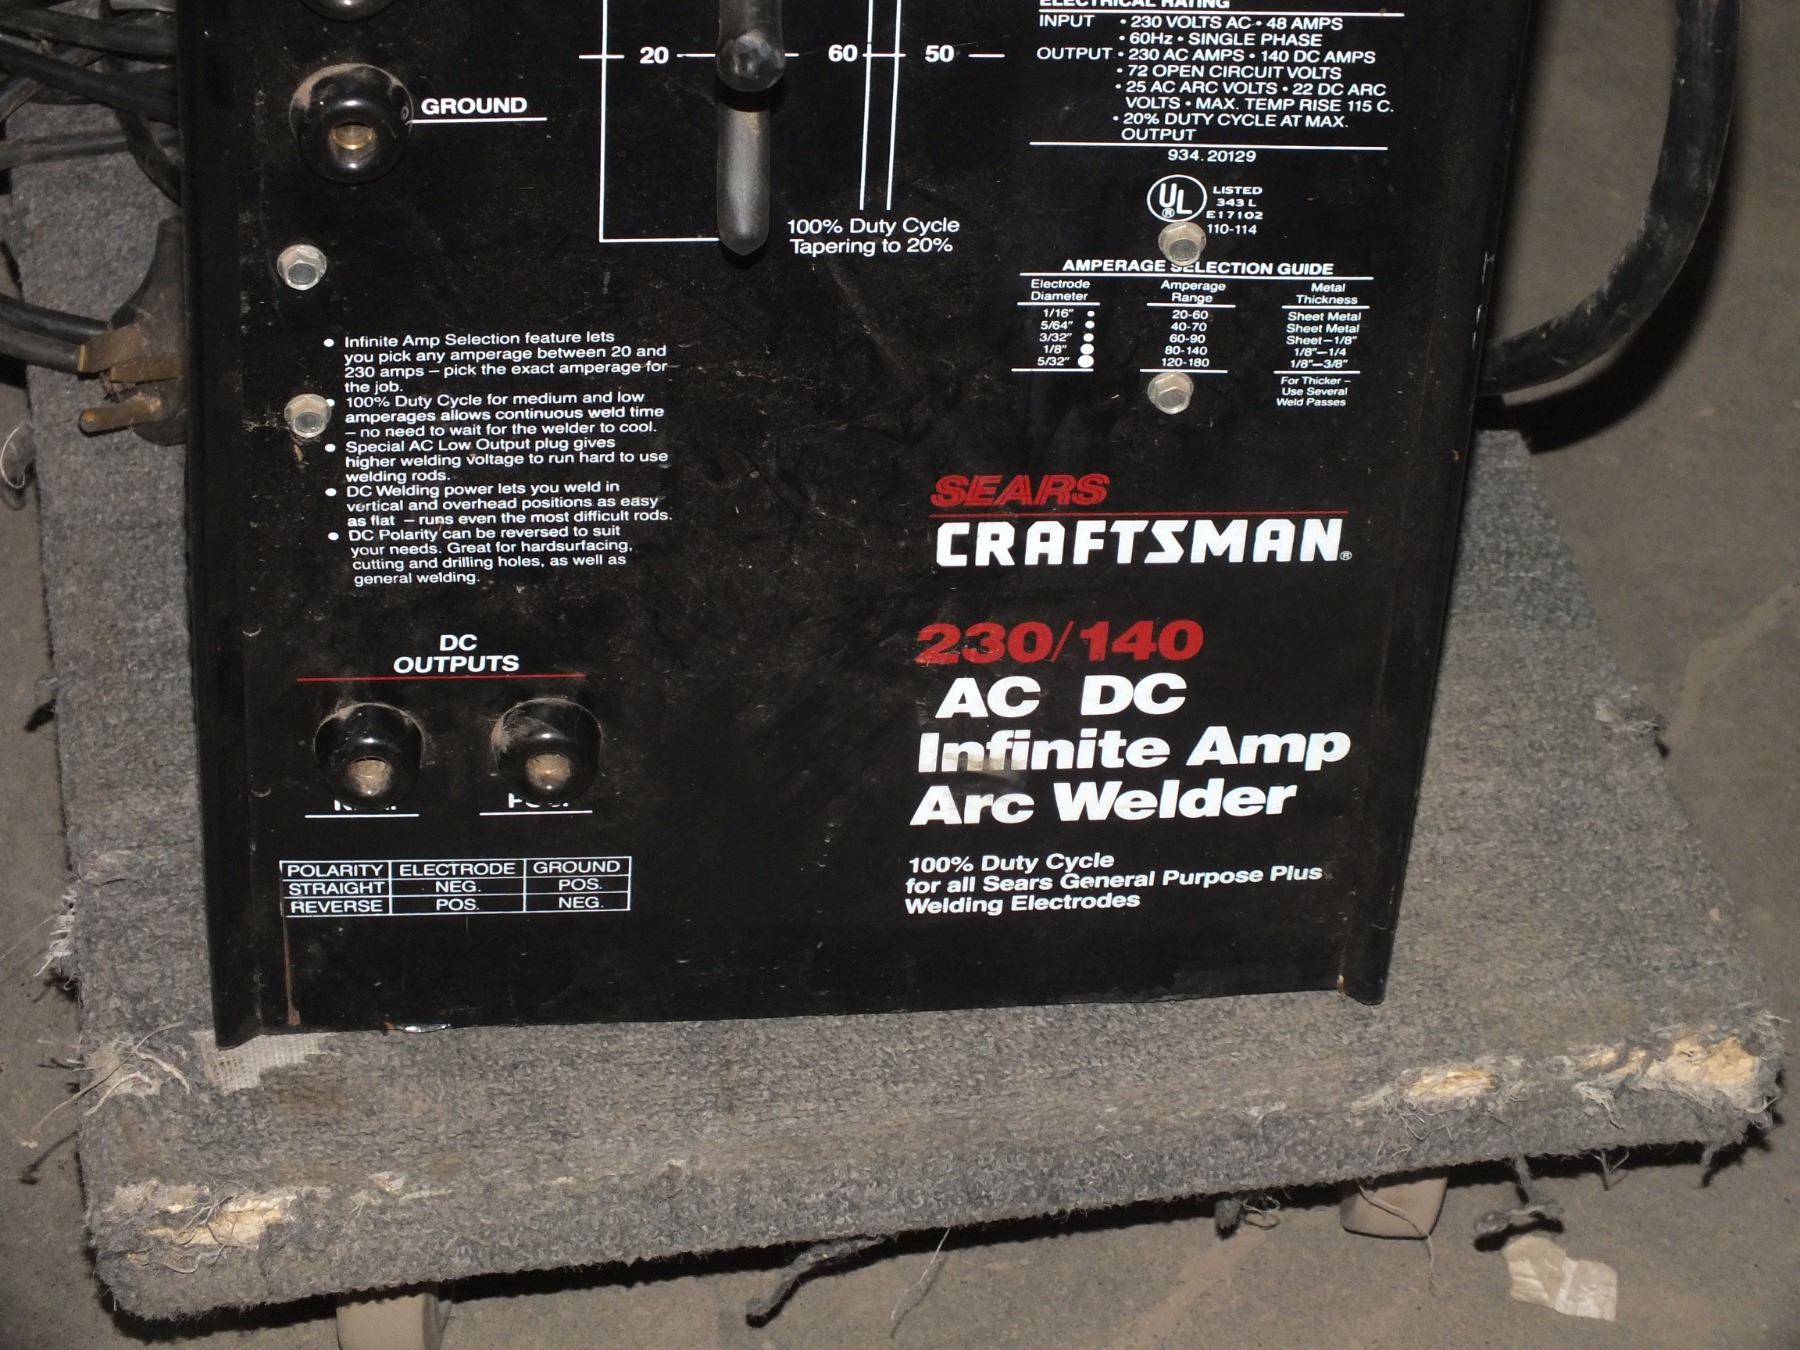 ELECTRICAL RATING
INPUT • 230 VOLTS AC • 48 AMPS
• 60Hz • SINGLE PHASE
OUTPUT • 230 AC AMPS • 140 DC AMPS
• 72 OPEN CIRCUIT VOLTS
• 25 AC ARC VOLTS • 22 DC ARC
VOLTS • MAX. TEMP RISE 115 C.
• 20% DUTY CYCLE AT MAX.
OUTPUT
934.20129
20 60 50
GROUND
100% Duty Cycle
Tapering to 20%
UL ® LISTED
343 L
E17102
110-114
AMPERAGE SELECTION GUIDE
Electrode Diameter Amperage Range Metal Thickness
1/16" 20-60 Sheet Metal
5/64" 40-70 Sheet Metal
3/32" 60-90 Sheet–1/8"
1/8" 80-140 1/8"–1/4
5/32" 120-180 1/8"–3/8"
For Thicker –
Use Several
Weld Passes
• Infinite Amp Selection feature lets
you pick any amperage between 20 and
230 amps – pick the exact amperage for
the job.
• 100% Duty Cycle for medium and low
amperages allows continuous weld time
– no need to wait for the welder to cool.
• Special AC Low Output plug gives
higher welding voltage to run hard to use
welding rods.
• DC Welding power lets you weld in
vertical and overhead positions as easy
as flat – runs even the most difficult rods.
• DC Polarity can be reversed to suit
your needs. Great for hardsurfacing,
cutting and drilling holes, as well as
general welding.
SEARS
CRAFTSMAN®
230/140
AC DC
Infinite Amp
Arc Welder
100% Duty Cycle
for all Sears General Purpose Plus
Welding Electrodes
DC
OUTPUTS
POLARITY ELECTRODE GROUND
STRAIGHT NEG. POS.
REVERSE POS. NEG.